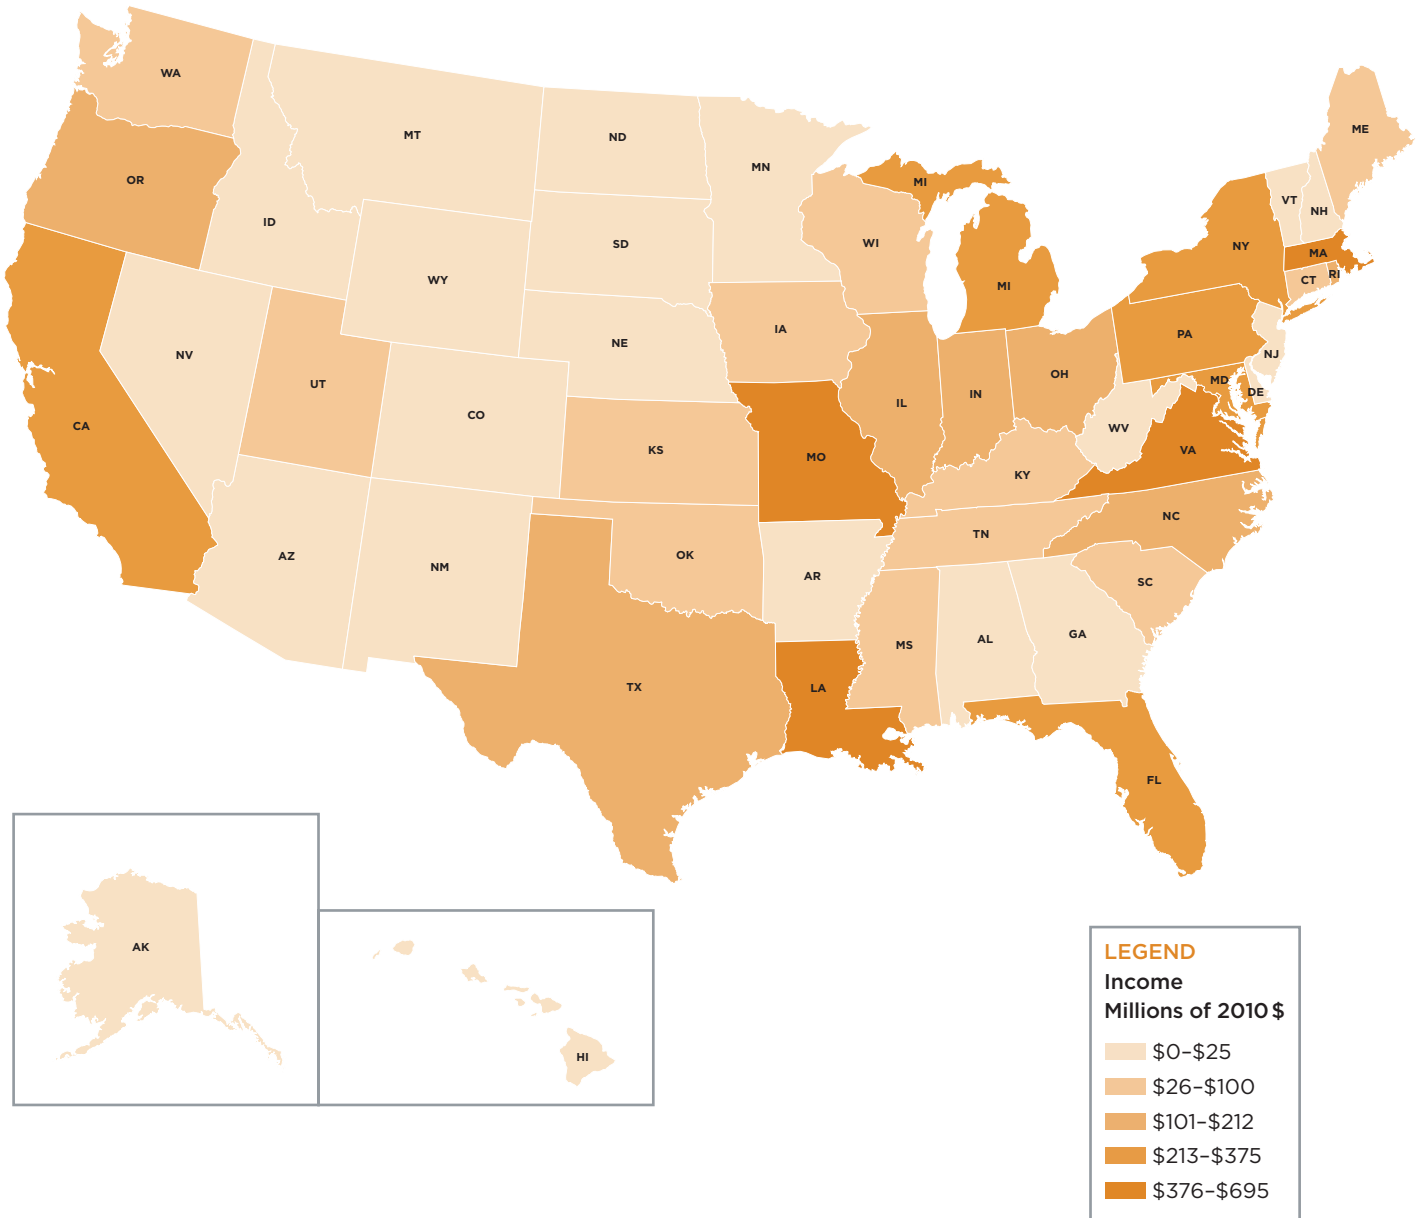 WA
MT
ND
MN
ME
OR
ID
SD
WI
MI
VT
NH
NY
MA
WY
MI
CT
RI
IA
NV
NE
PA
NJ
UT
CO
IL
IN
OH
MD
DE
CA
KS
MO
WV
VA
KY
NC
AZ
NM
OK
TN
AR
SC
MS
AL
GA
TX
LA
FL
AK
HI
LEGEND
Income
Millions of 2010 $
$0–$25
$26–$100
$101–$212
$213–$375
$376–$695